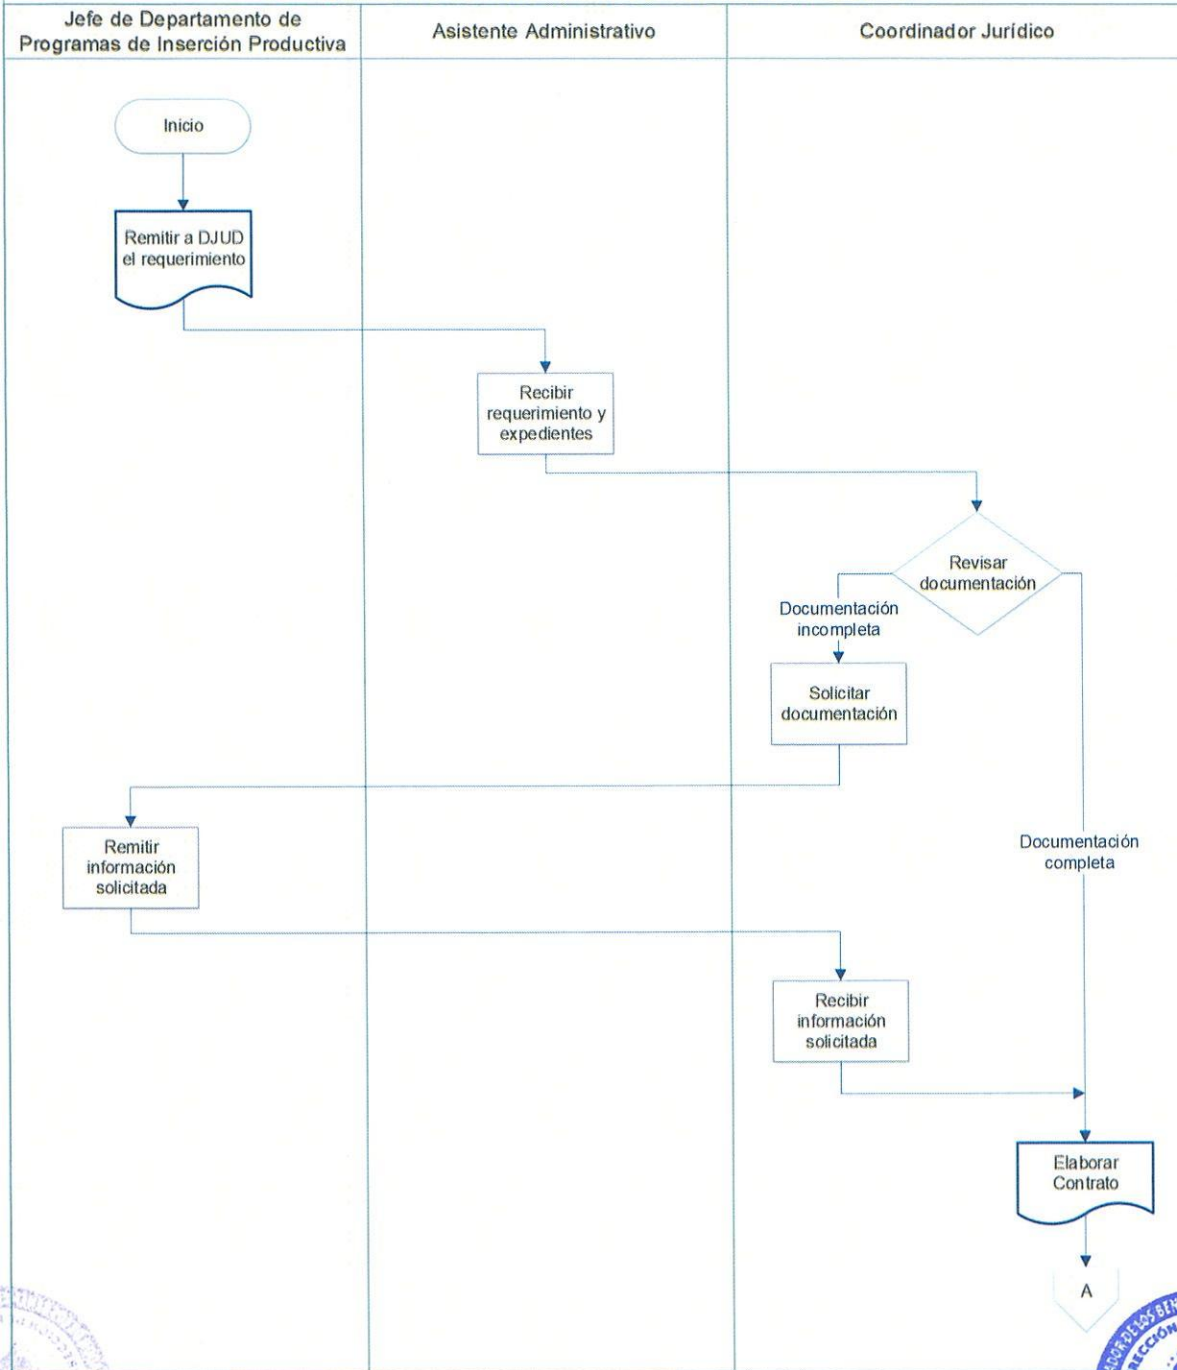 Jefe de Departamento de
Programas de Inserción Productiva
Asistente Administrativo
Coordinador Jurídico
Inicio
Remitir a DJUD
el requerimiento
Recibir
requerimiento y
expedientes
Revisar
documentación
Documentación
incompleta
Solicitar
documentación
Remitir
información
solicitada
Documentación
completa
Recibir
información
solicitada
Elaborar
Contrato
A